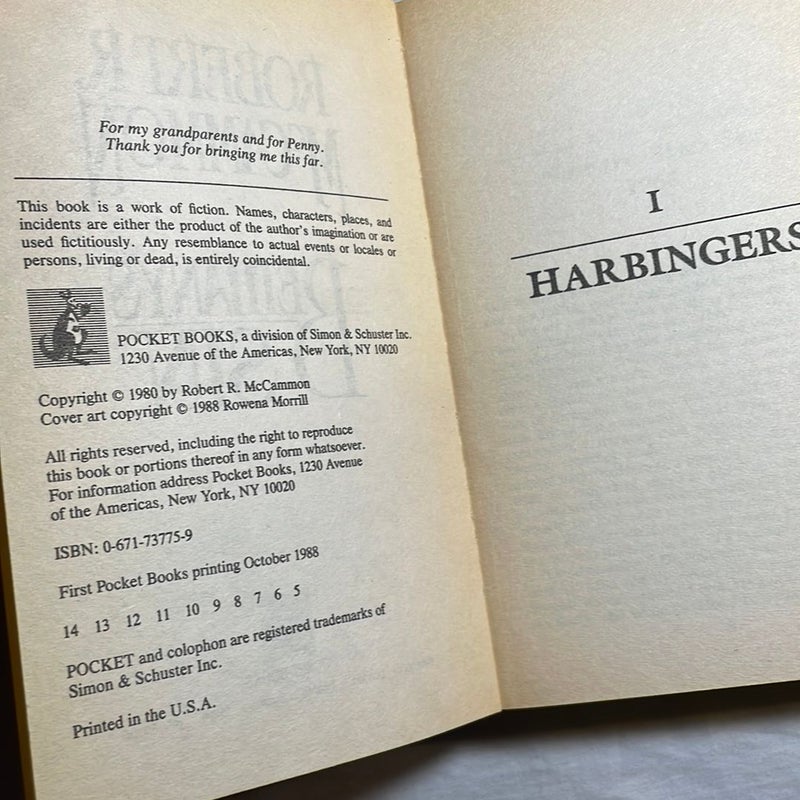 For my grandparents and for Penny.
Thank you for bringing me this far.
This book is a work of fiction. Names, characters, places, and
incidents are either the product of the author's imagination or are
used fictitiously. Any resemblance to actual events or locales or
persons, living or dead, is entirely coincidental.
POCKET BOOKS, a division of Simon & Schuster Inc.
1230 Avenue of the Americas, New York, NY 10020
Copyright © 1980 by Robert R. McCammon
Cover art copyright © 1988 Rowena Morrill
All rights reserved, including the right to reproduce
this book or portions thereof in any form whatsoever.
For information address Pocket Books, 1230 Avenue
of the Americas, New York, NY 10020
ISBN: 0-671-73775-9
First Pocket Books printing October 1988
14 13 12 11 10 9 8 7 6 5
POCKET and colophon are registered trademarks of
Simon & Schuster Inc.
Printed in the U.S.A.
I
HARBINGERS